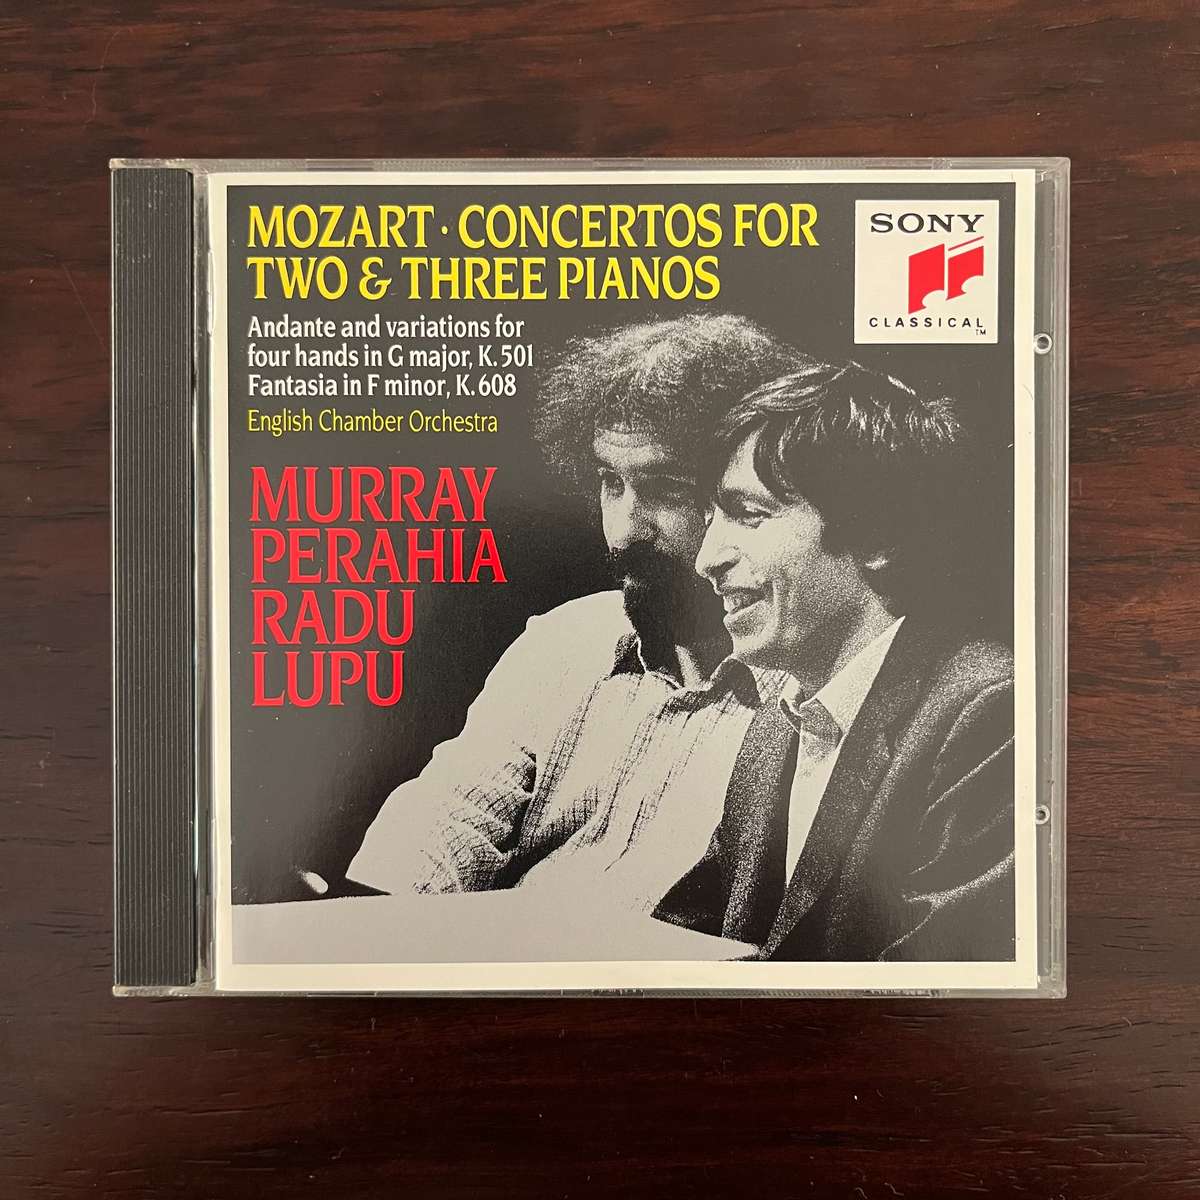 MOZART · CONCERTOS FOR
TWO & THREE PIANOS
Andante and variations for
four hands in G major, K. 501
Fantasia in F minor, K. 608
English Chamber Orchestra
MURRAY
PERAHIA
RADU
LUPU
SONY
CLASSICAL
TM